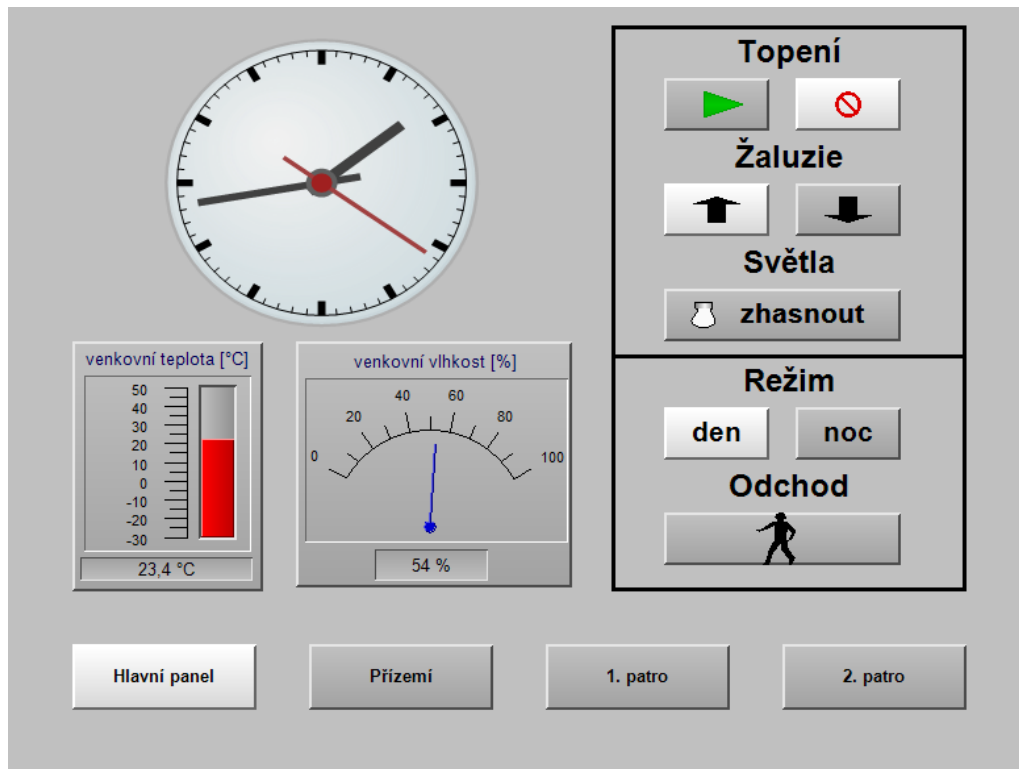 Topení
Žaluzie
Světla
zhasnout
venkovní teplota [°C]
50
40
30
20
10
0
-10
-20
-30
23,4 °C
venkovní vlhkost [%]
0
20
40
60
80
100
54 %
Režim
den
noc
Odchod
Hlavní panel
Přízemí
1. patro
2. patro